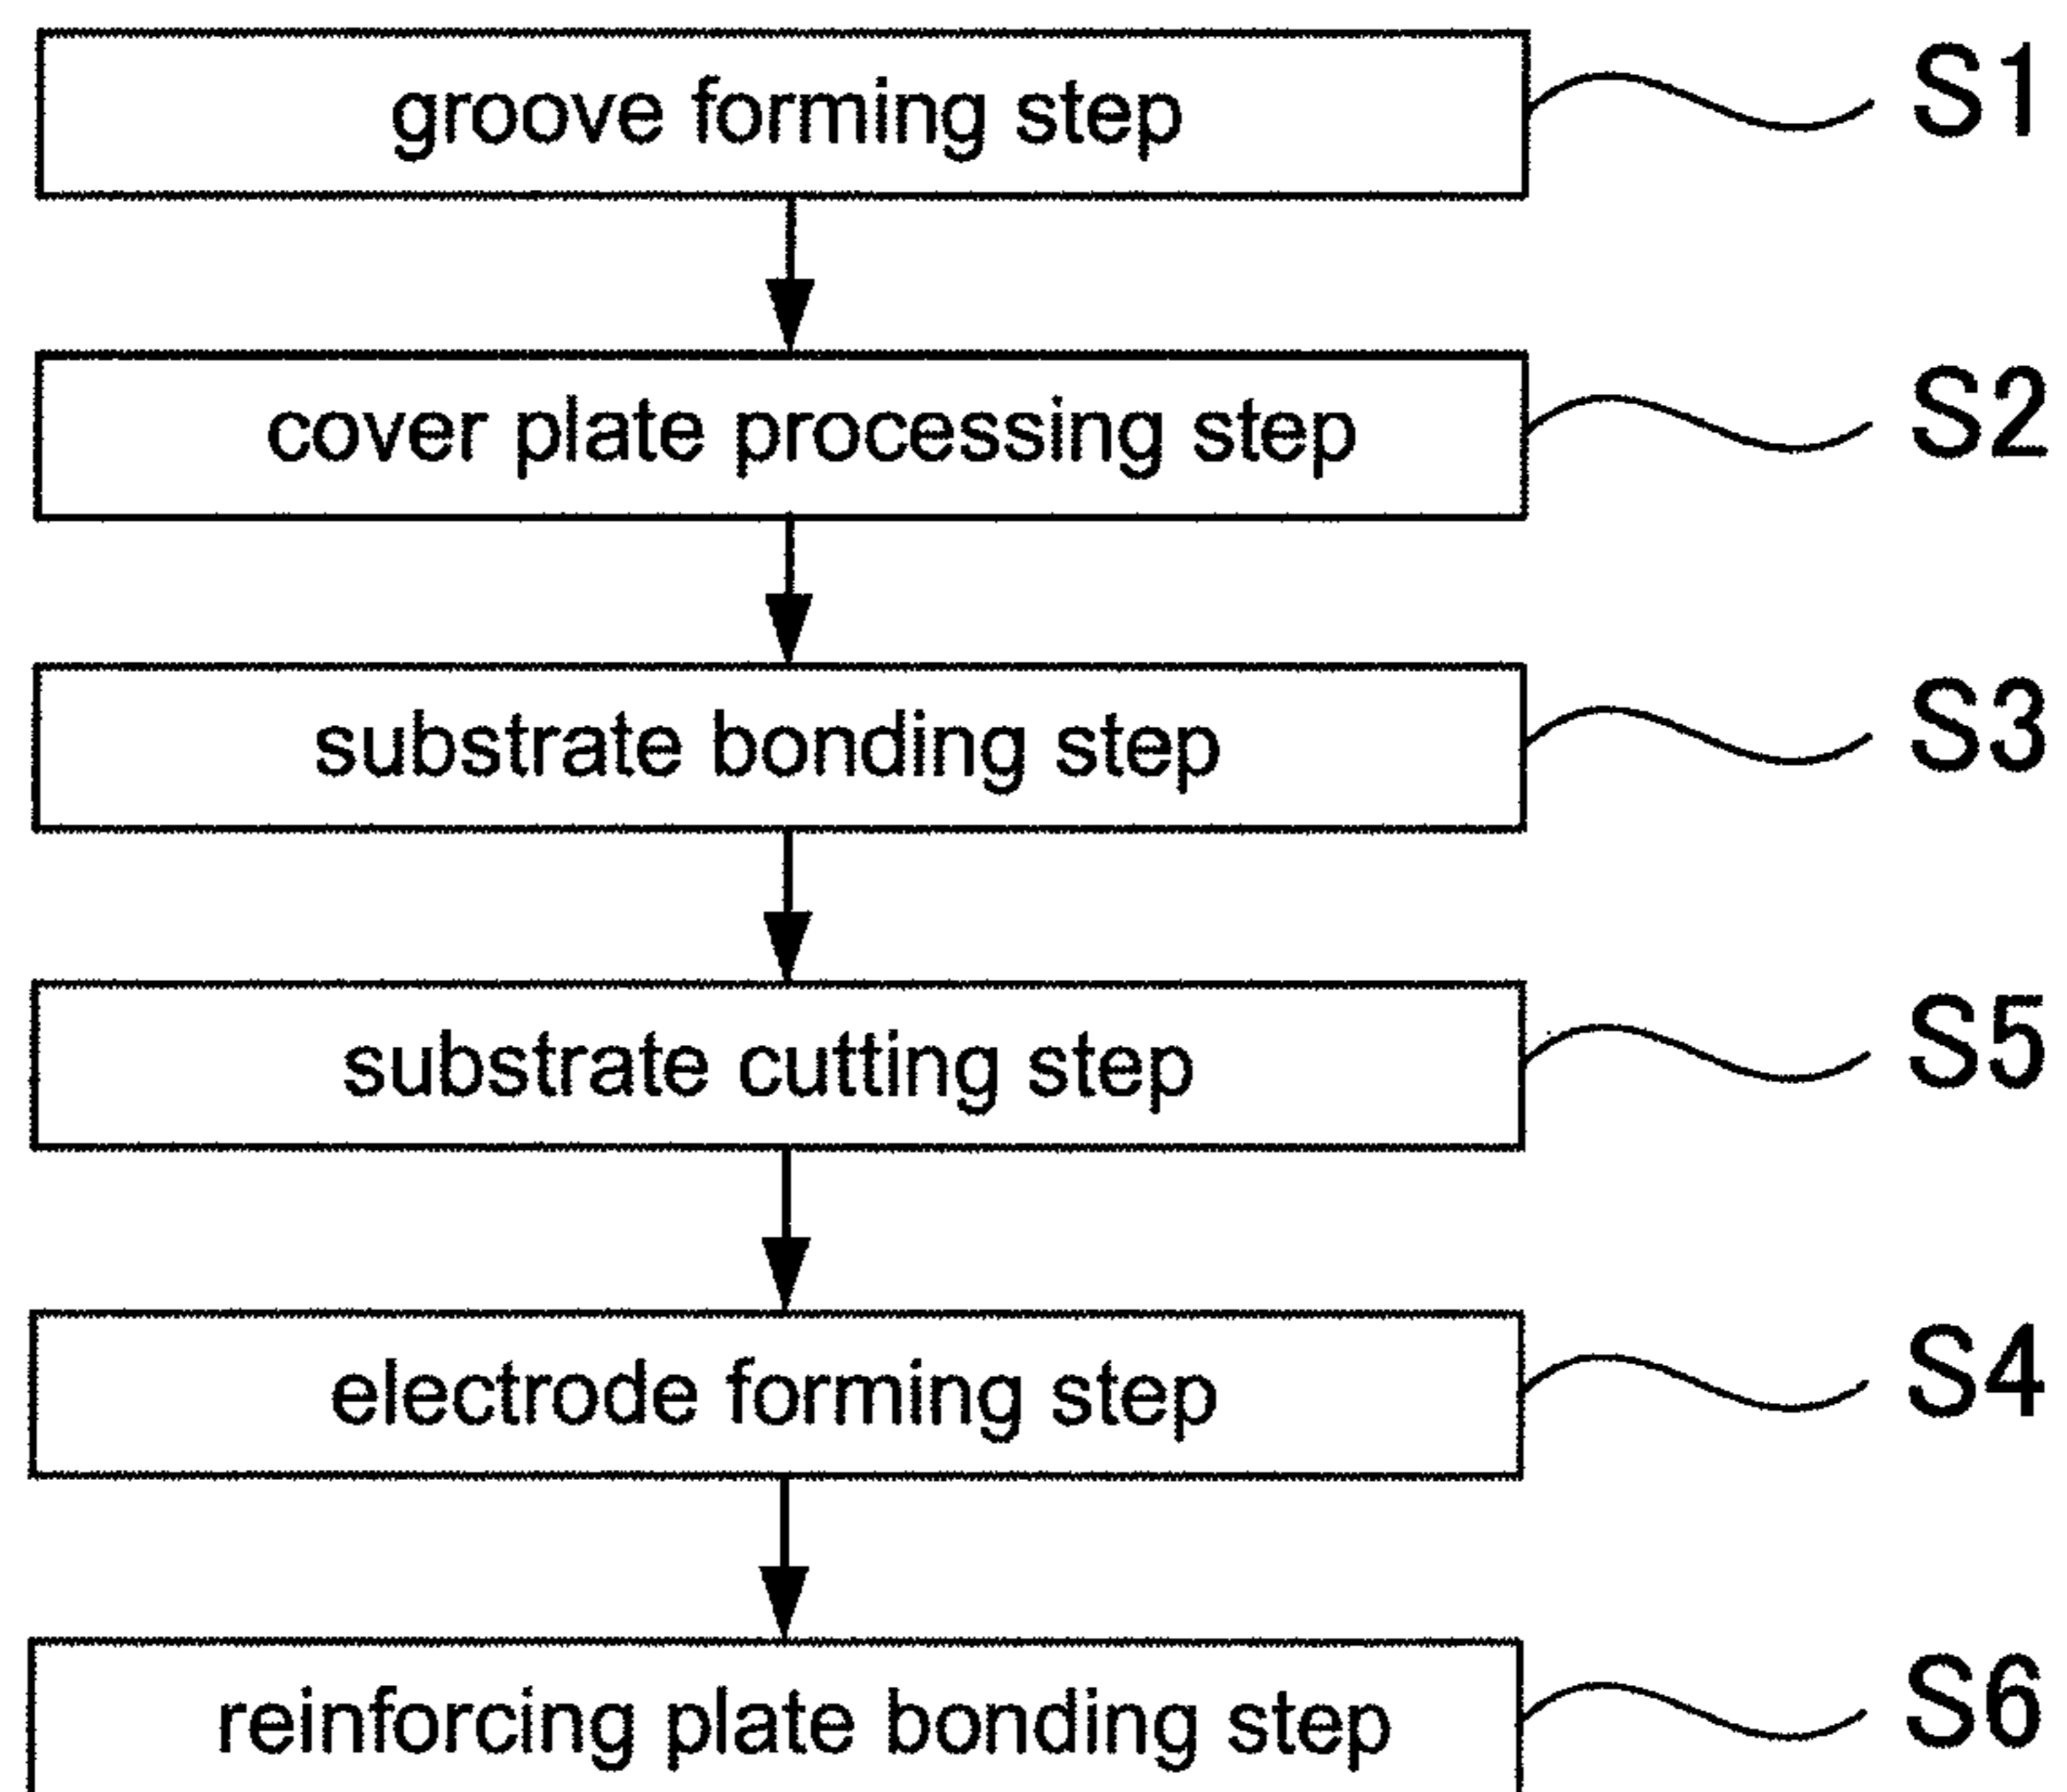 groove forming step S1
cover plate processing step S2
substrate bonding step S3
substrate cutting step S5
electrode forming step S4
reinforcing plate bonding step S6